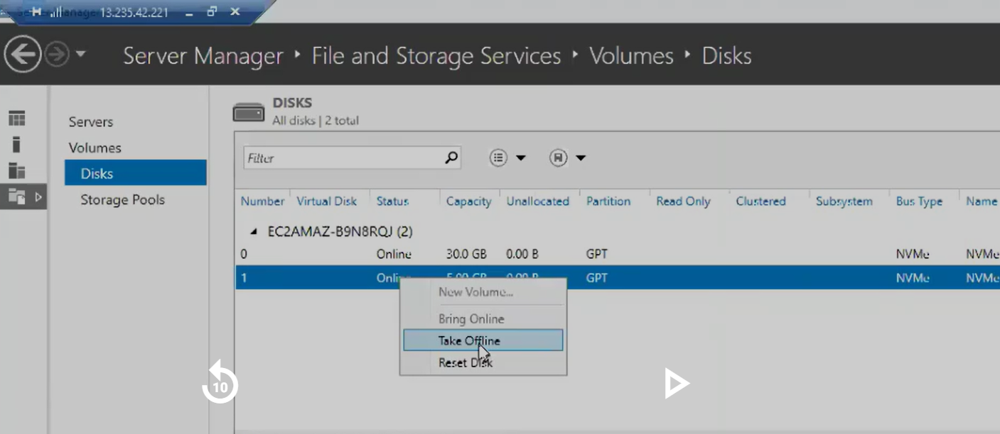 13.235.42.221
Server Manager ‣ File and Storage Services ‣ Volumes ‣ Disks
Servers
Volumes
Disks
Storage Pools
DISKS
All disks | 2 total
Filter
Number Virtual Disk Status Capacity Unallocated Partition Read Only Clustered Subsystem Bus Type Name
EC2AMAZ-B9N8RQJ (2)
0 Online 30.0 GB 0.00 B GPT NVMe NVMe
1 5.00 GB 0.00 B GPT NVMe NVMe
New Volume...
Bring Online
Take Offline
Reset Disk
10